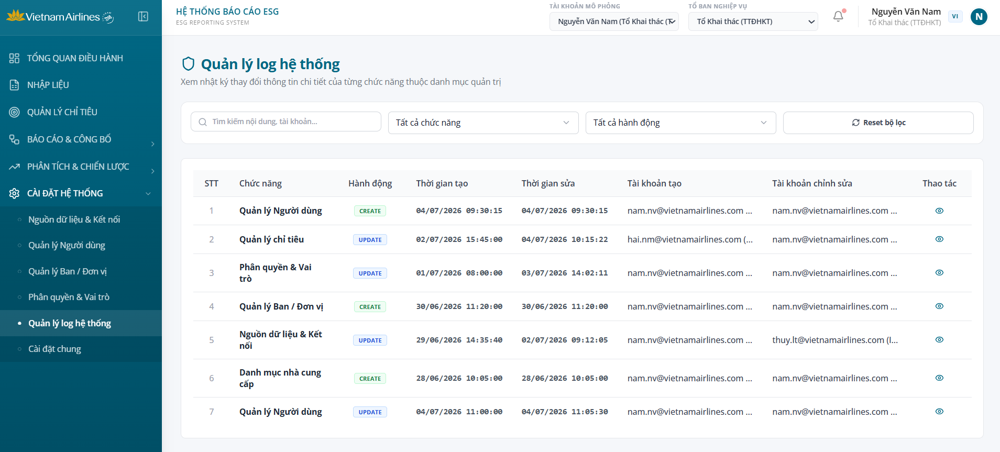 Vietnam Airlines
HỆ THỐNG BÁO CÁO ESG
ESG REPORTING SYSTEM
TÀI KHOẢN MÔ PHỎNG
Nguyễn Văn Nam (Tổ Khai thác (T
TỔ BAN NGHIỆP VỤ
Tổ Khai thác (TTĐHKT)
Nguyễn Văn Nam
Tổ Khai thác (TTĐHKT)
VI
N
TỔNG QUAN ĐIỀU HÀNH
NHẬP LIỆU
QUẢN LÝ CHỈ TIÊU
BÁO CÁO & CÔNG BỐ
PHÂN TÍCH & CHIẾN LƯỢC
CÀI ĐẶT HỆ THỐNG
Nguồn dữ liệu & Kết nối
Quản lý Người dùng
Quản lý Ban / Đơn vị
Phân quyền & Vai trò
Quản lý log hệ thống
Cài đặt chung
Quản lý log hệ thống
Xem nhật ký thay đổi thông tin chi tiết của từng chức năng thuộc danh mục quản trị
Tìm kiếm nội dung, tài khoản...
Tất cả chức năng
Tất cả hành động
Reset bộ lọc
STT Chức năng Hành động Thời gian tạo Thời gian sửa Tài khoản tạo Tài khoản chỉnh sửa Thao tác
1 Quản lý Người dùng CREATE 04/07/2026 09:30:15 04/07/2026 09:30:15 nam.nv@vietnamairlines.com ... nam.nv@vietnamairlines.com ...
2 Quản lý chỉ tiêu UPDATE 02/07/2026 15:45:00 04/07/2026 10:15:22 hai.nm@vietnamairlines.com (... nam.nv@vietnamairlines.com ...
3 Phân quyền & Vai
trò UPDATE 01/07/2026 08:00:00 03/07/2026 14:02:11 nam.nv@vietnamairlines.com ... nam.nv@vietnamairlines.com ...
4 Quản lý Ban / Đơn vị CREATE 30/06/2026 11:20:00 30/06/2026 11:20:00 nam.nv@vietnamairlines.com ... nam.nv@vietnamairlines.com ...
5 Nguồn dữ liệu & Kết
nối UPDATE 29/06/2026 14:35:40 02/07/2026 09:12:05 nam.nv@vietnamairlines.com ... thuy.lt@vietnamairlines.com (l...
6 Danh mục nhà cung
cấp CREATE 28/06/2026 10:05:00 28/06/2026 10:05:00 nam.nv@vietnamairlines.com ... nam.nv@vietnamairlines.com ...
7 Quản lý Người dùng UPDATE 04/07/2026 11:00:00 04/07/2026 11:05:30 nam.nv@vietnamairlines.com ... nam.nv@vietnamairlines.com ...